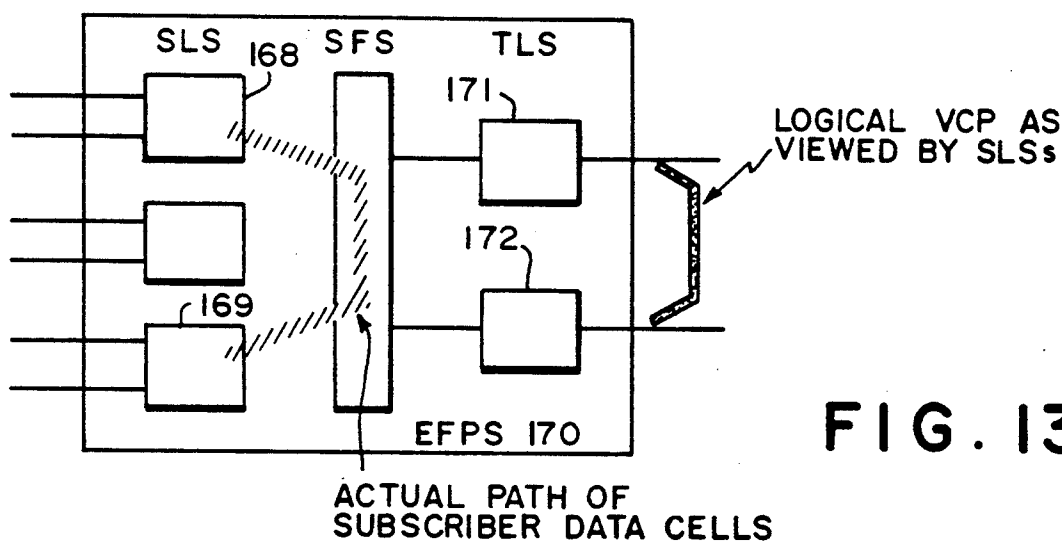 SLS SFS TLS
168
171
LOGICAL VCP AS
VIEWED BY SLSs
172
169
EFPS 170
FIG. 13
ACTUAL PATH OF
SUBSCRIBER DATA CELLS